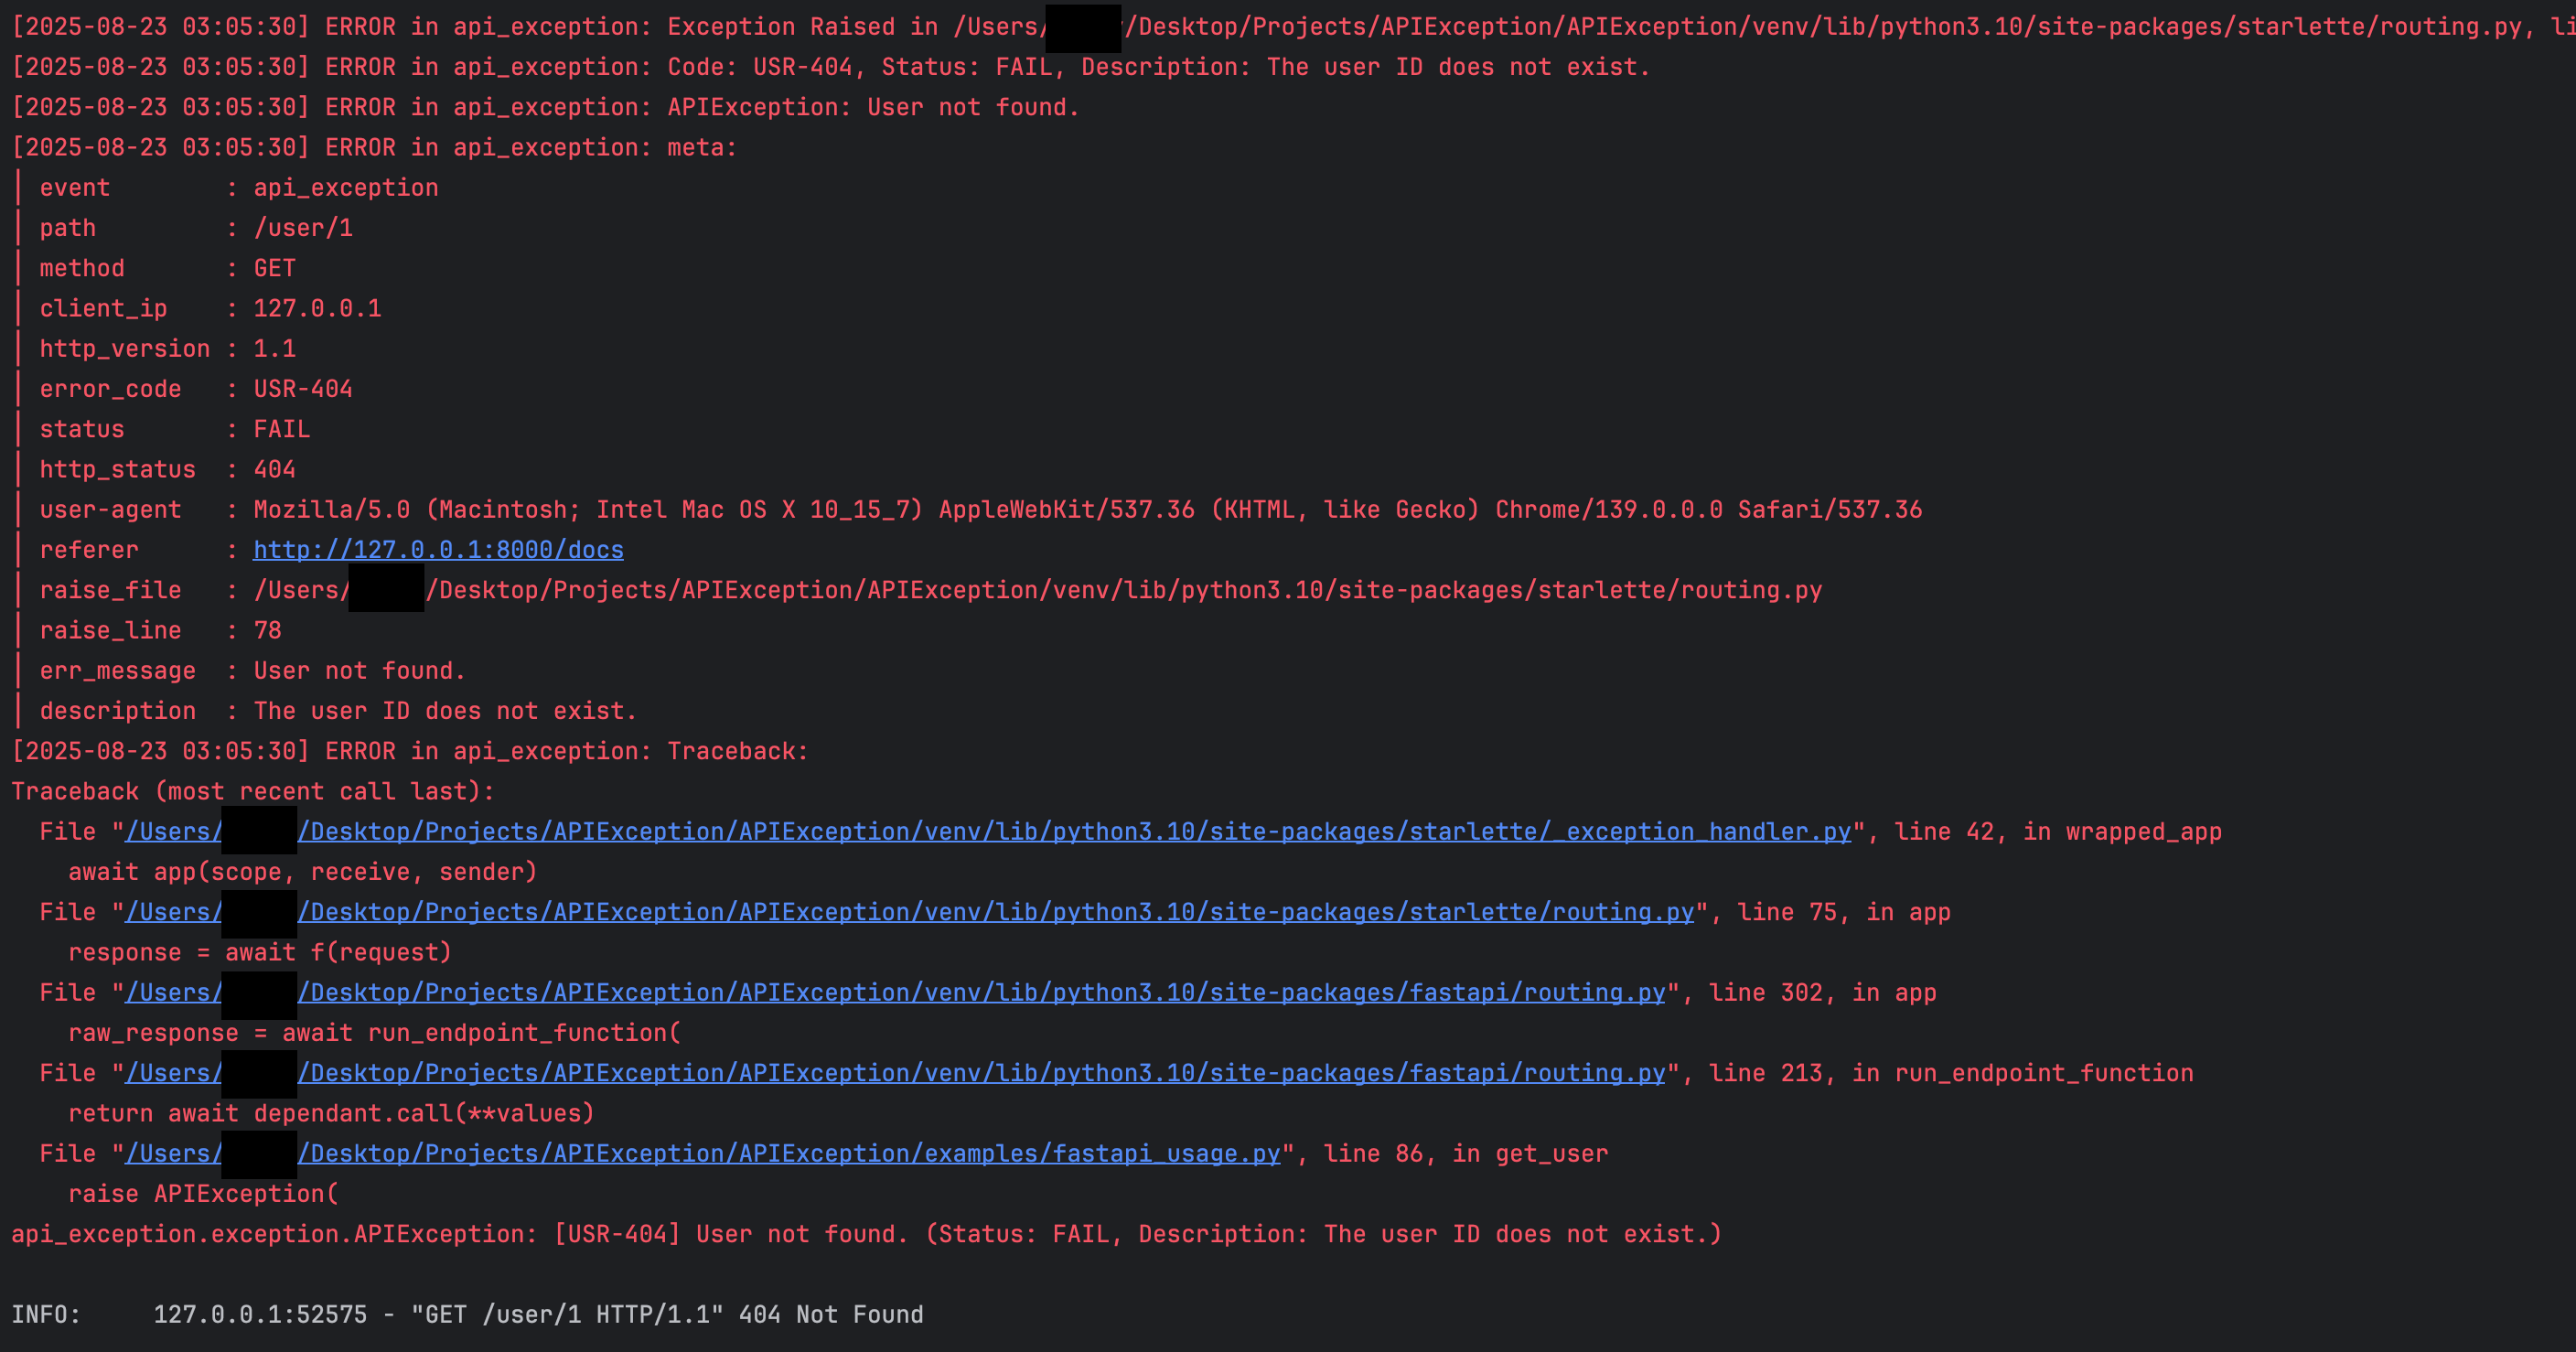 [2025-08-23 03:05:30] ERROR in api_exception: Exception Raised in /Users/ /Desktop/Projects/APIException/APIException/venv/lib/python3.10/site-packages/starlette/routing.py, li
[2025-08-23 03:05:30] ERROR in api_exception: Code: USR-404, Status: FAIL, Description: The user ID does not exist.
[2025-08-23 03:05:30] ERROR in api_exception: APIException: User not found.
[2025-08-23 03:05:30] ERROR in api_exception: meta:
| event : api_exception
| path : /user/1
| method : GET
| client_ip : 127.0.0.1
| http_version : 1.1
| error_code : USR-404
| status : FAIL
| http_status : 404
| user-agent : Mozilla/5.0 (Macintosh; Intel Mac OS X 10_15_7) AppleWebKit/537.36 (KHTML, like Gecko) Chrome/139.0.0.0 Safari/537.36
| referer : http://127.0.0.1:8000/docs
| raise_file : /Users/ /Desktop/Projects/APIException/APIException/venv/lib/python3.10/site-packages/starlette/routing.py
| raise_line : 78
| err_message : User not found.
| description : The user ID does not exist.
[2025-08-23 03:05:30] ERROR in api_exception: Traceback:
Traceback (most recent call last):
  File "/Users/ /Desktop/Projects/APIException/APIException/venv/lib/python3.10/site-packages/starlette/_exception_handler.py", line 42, in wrapped_app
    await app(scope, receive, sender)
  File "/Users/ /Desktop/Projects/APIException/APIException/venv/lib/python3.10/site-packages/starlette/routing.py", line 75, in app
    response = await f(request)
  File "/Users/ /Desktop/Projects/APIException/APIException/venv/lib/python3.10/site-packages/fastapi/routing.py", line 302, in app
    raw_response = await run_endpoint_function(
  File "/Users/ /Desktop/Projects/APIException/APIException/venv/lib/python3.10/site-packages/fastapi/routing.py", line 213, in run_endpoint_function
    return await dependant.call(**values)
  File "/Users/ /Desktop/Projects/APIException/APIException/examples/fastapi_usage.py", line 86, in get_user
    raise APIException(
api_exception.exception.APIException: [USR-404] User not found. (Status: FAIL, Description: The user ID does not exist.)
INFO:     127.0.0.1:52575 - "GET /user/1 HTTP/1.1" 404 Not Found